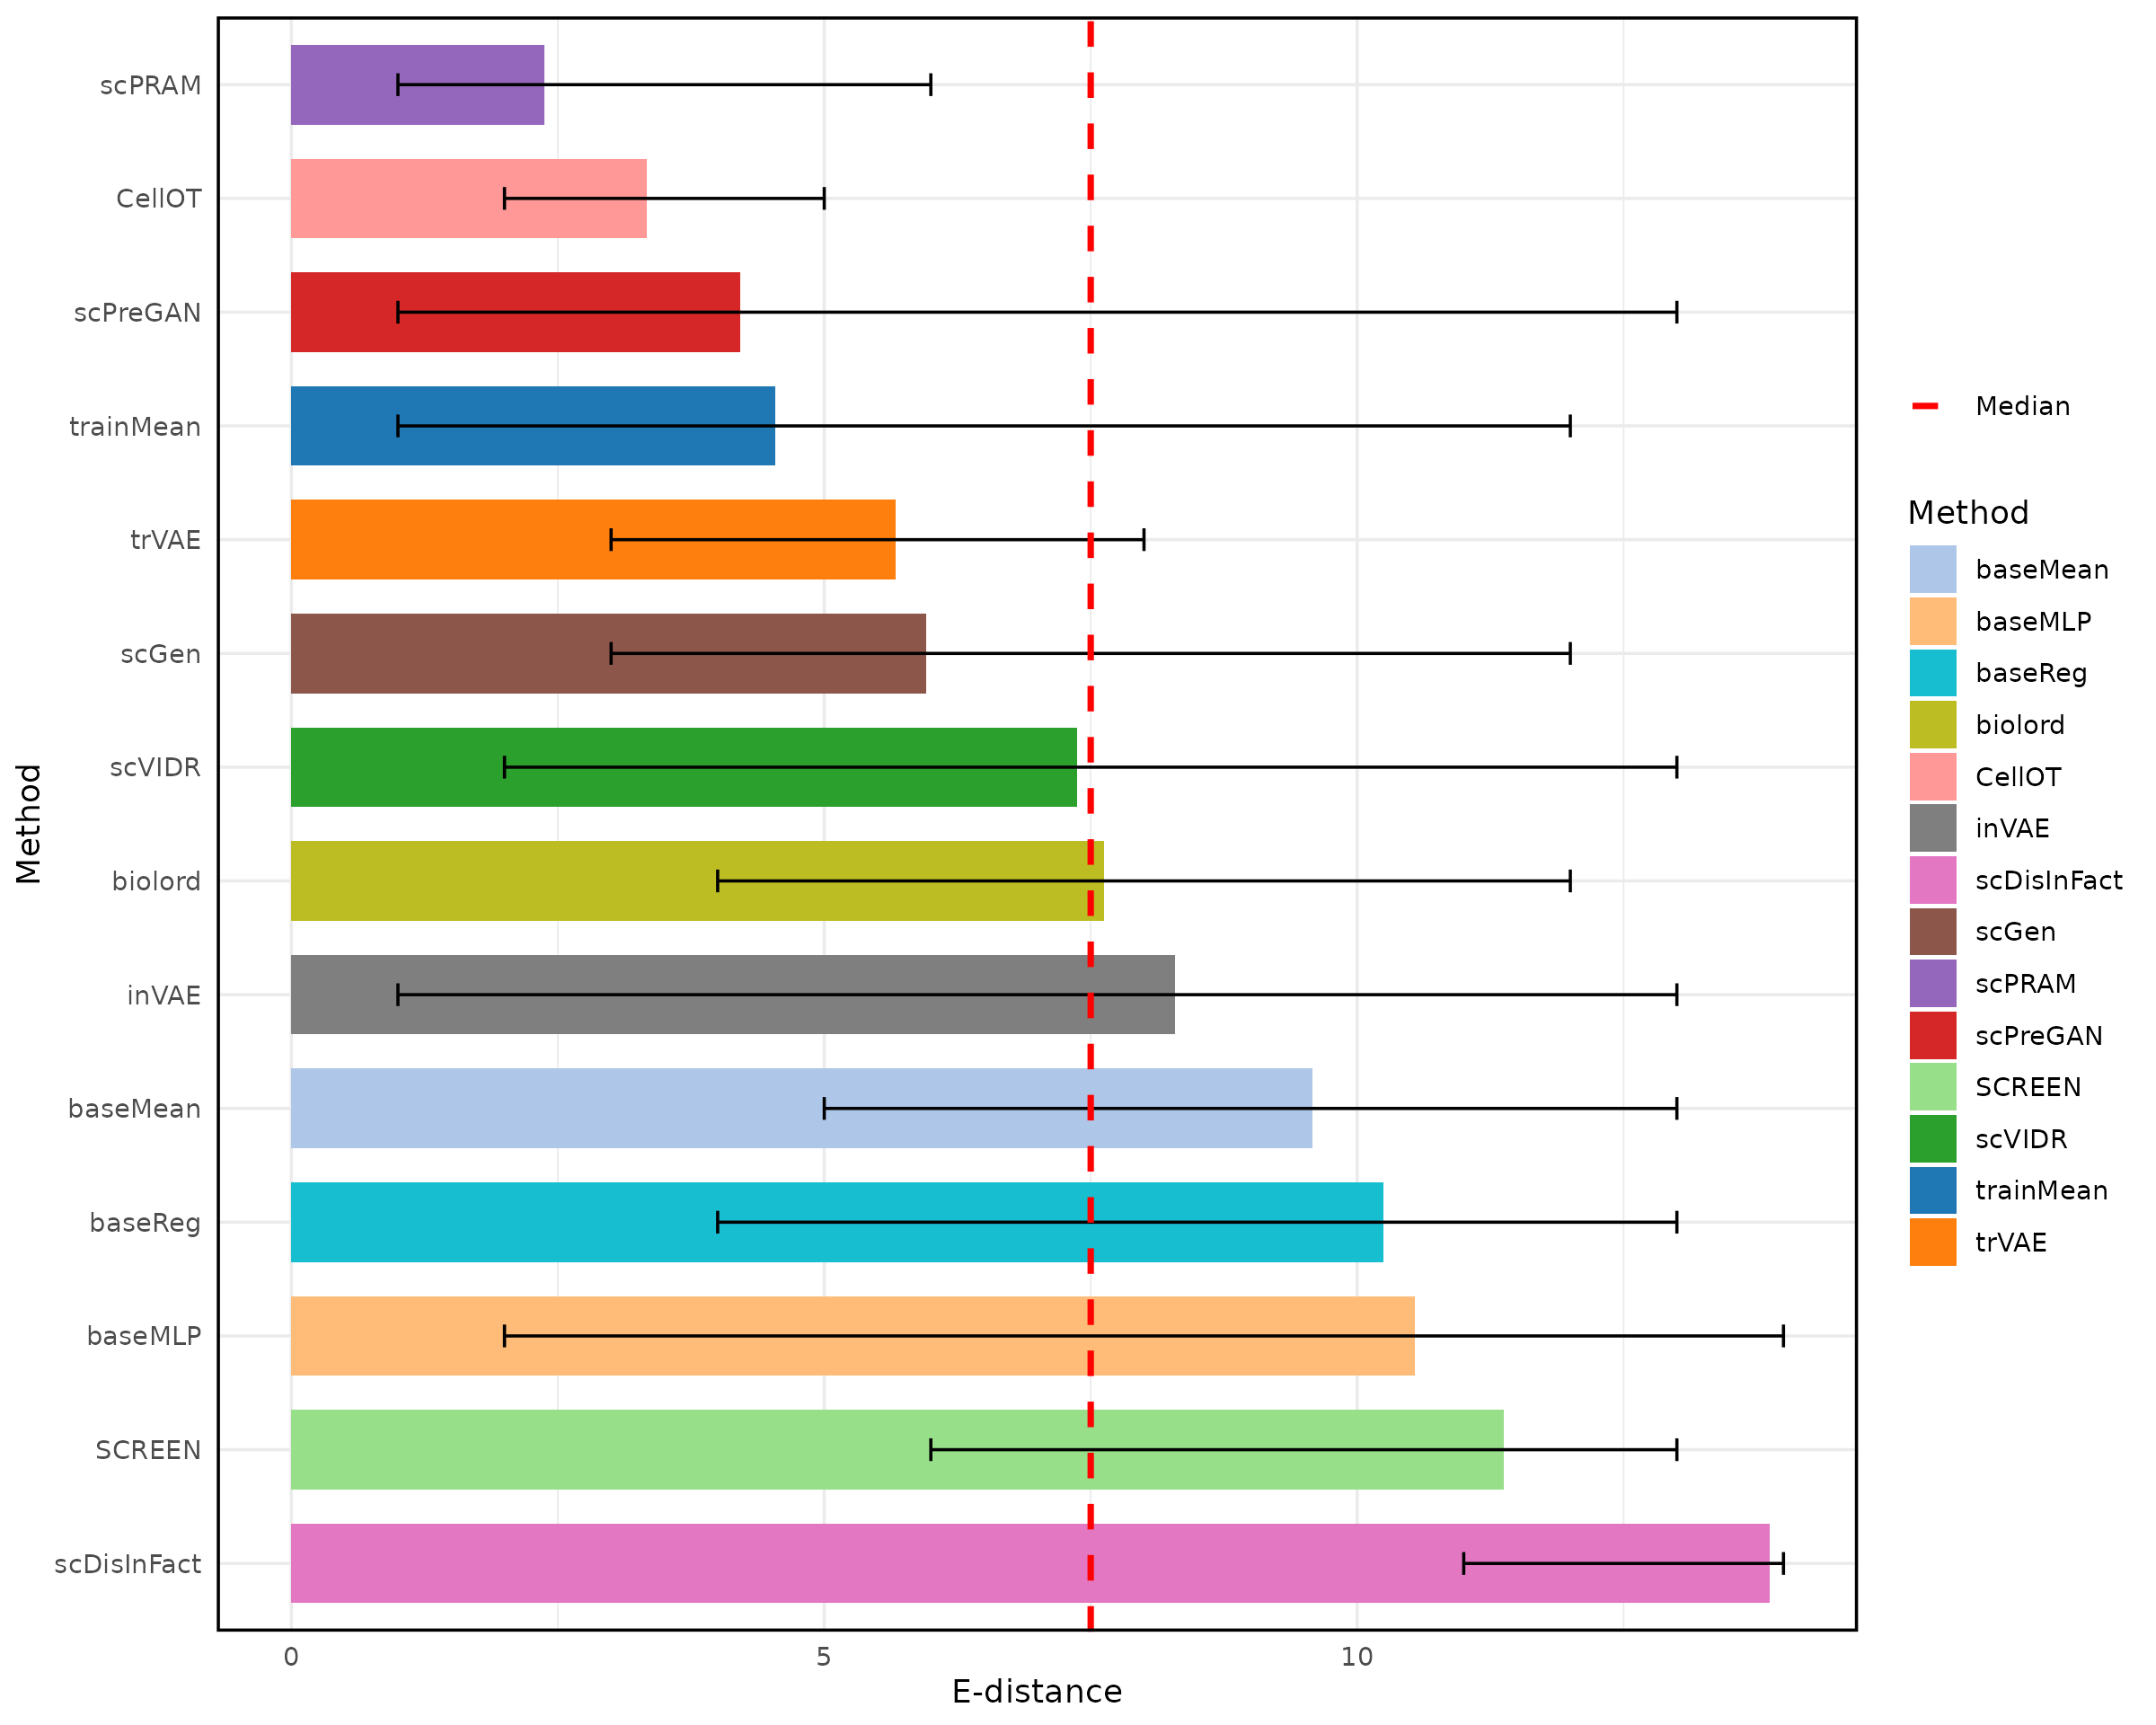 scPRAM
CellOT
scPreGAN
trainMean
trVAE
scGen
scVIDR
biolord
inVAE
baseMean
baseReg
baseMLP
SCREEN
scDisInFact
Method
0 5 10
E-distance
Median
Method
baseMean
baseMLP
baseReg
biolord
CellOT
inVAE
scDisInFact
scGen
scPRAM
scPreGAN
SCREEN
scVIDR
trainMean
trVAE